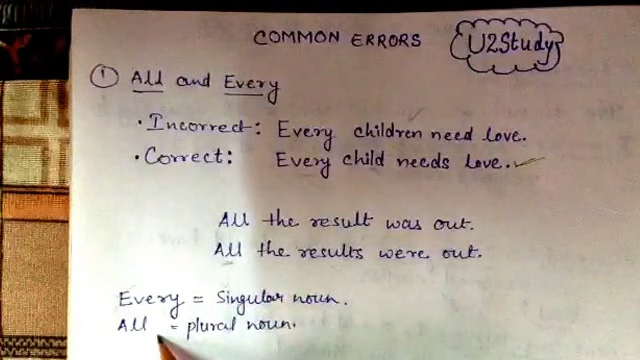 COMMON ERRORS
U2Study
① All and Every
• Incorrect: Every children need love.
• Correct: Every child needs love. ✓
All the result was out.
All the results were out.
Every = Singular noun.
All = plural noun.